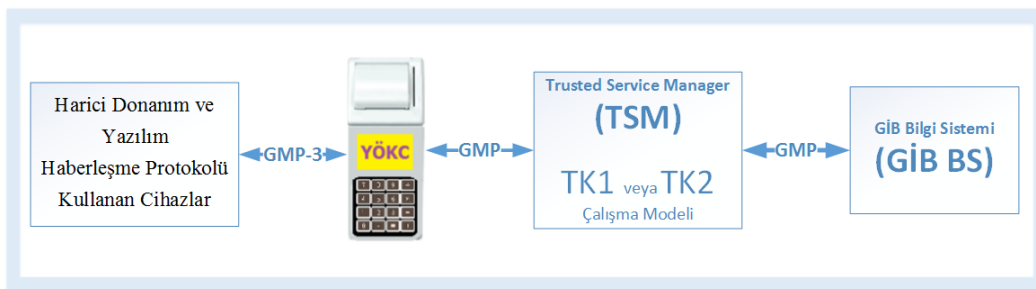 Harici Donanım ve
Yazılım
Haberleşme Protokolü
Kullanan Cihazlar
GMP-3
YÖKC
GMP
Trusted Service Manager
(TSM)
TK1 veya TK2
Çalışma Modeli
GMP
GİB Bilgi Sistemi
(GİB BS)